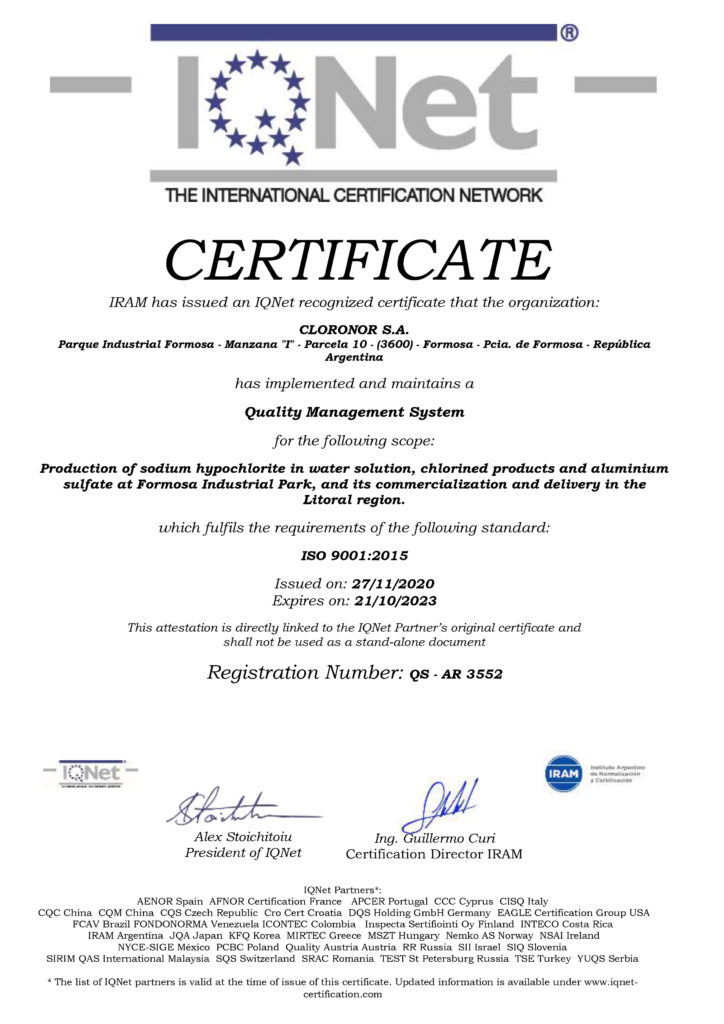 IQNet ®
THE INTERNATIONAL CERTIFICATION NETWORK
CERTIFICATE
IRAM has issued an IQNet recognized certificate that the organization:
CLORONOR S.A.
Parque Industrial Formosa - Manzana "I" - Parcela 10 - (3600) - Formosa - Pcia. de Formosa - República
Argentina
has implemented and maintains a
Quality Management System
for the following scope:
Production of sodium hypochlorite in water solution, chlorined products and aluminium
sulfate at Formosa Industrial Park, and its commercialization and delivery in the
Litoral region.
which fulfils the requirements of the following standard:
ISO 9001:2015
Issued on: 27/11/2020
Expires on: 21/10/2023
This attestation is directly linked to the IQNet Partner's original certificate and
shall not be used as a stand-alone document
Registration Number: QS - AR 3552
IQNet
IRAM
Instituto Argentino
de Normalización
y Certificación
Alex Stoichitoiu
President of IQNet
Ing. Guillermo Curi
Certification Director IRAM
IQNet Partners*:
AENOR Spain AFNOR Certification France APCER Portugal CCC Cyprus CISQ Italy
CQC China CQM China CQS Czech Republic Cro Cert Croatia DQS Holding GmbH Germany EAGLE Certification Group USA
FCAV Brazil FONDONORMA Venezuela ICONTEC Colombia Inspecta Sertifiointi Oy Finland INTECO Costa Rica
IRAM Argentina JQA Japan KFQ Korea MIRTEC Greece MSZT Hungary Nemko AS Norway NSAI Ireland
NYCE-SIGE México PCBC Poland Quality Austria Austria RR Russia SII Israel SIQ Slovenia
SIRIM QAS International Malaysia SQS Switzerland SRAC Romania TEST St Petersburg Russia TSE Turkey YUQS Serbia
* The list of IQNet partners is valid at the time of issue of this certificate. Updated information is available under www.iqnet-
certification.com